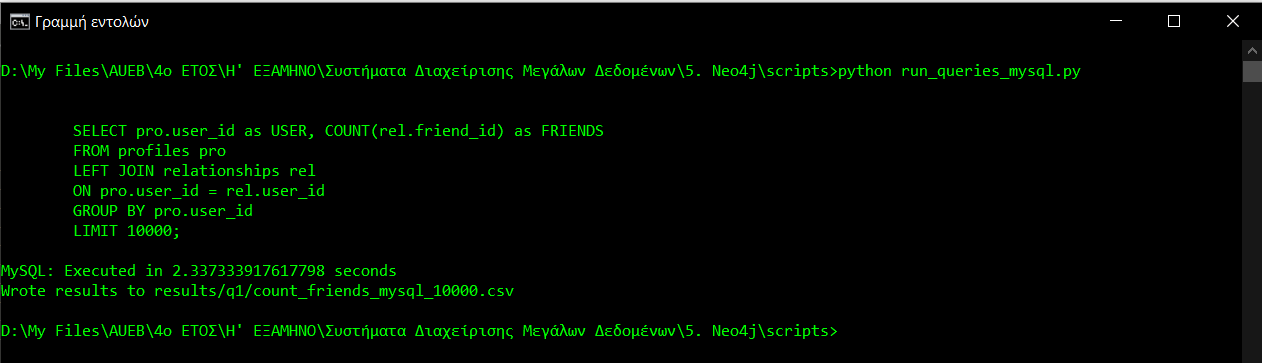 Γραμμή εντολών
D:\My Files\AUEB\4ο ΕΤΟΣ\Η' ΕΞΑΜΗΝΟ\Συστήματα Διαχείρισης Μεγάλων Δεδομένων\5. Neo4j\scripts>python run_queries_mysql.py
SELECT pro.user_id as USER, COUNT(rel.friend_id) as FRIENDS
FROM profiles pro
LEFT JOIN relationships rel
ON pro.user_id = rel.user_id
GROUP BY pro.user_id
LIMIT 10000;
MySQL: Executed in 2.337333917617798 seconds
Wrote results to results/q1/count_friends_mysql_10000.csv
D:\My Files\AUEB\4ο ΕΤΟΣ\Η' ΕΞΑΜΗΝΟ\Συστήματα Διαχείρισης Μεγάλων Δεδομένων\5. Neo4j\scripts>